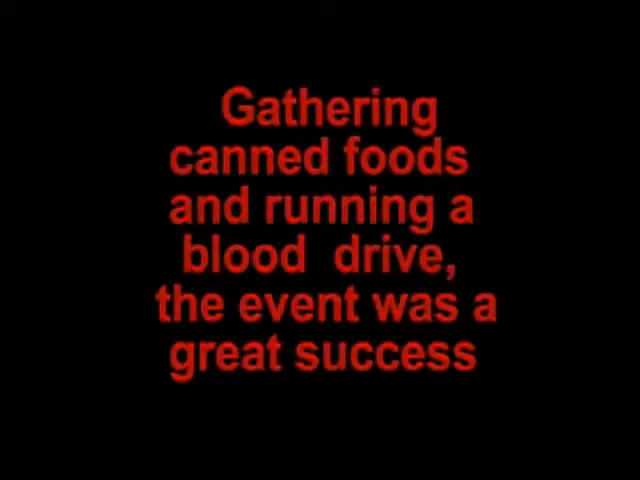 Gathering
canned foods
and running a
blood drive,
the event was a
great success